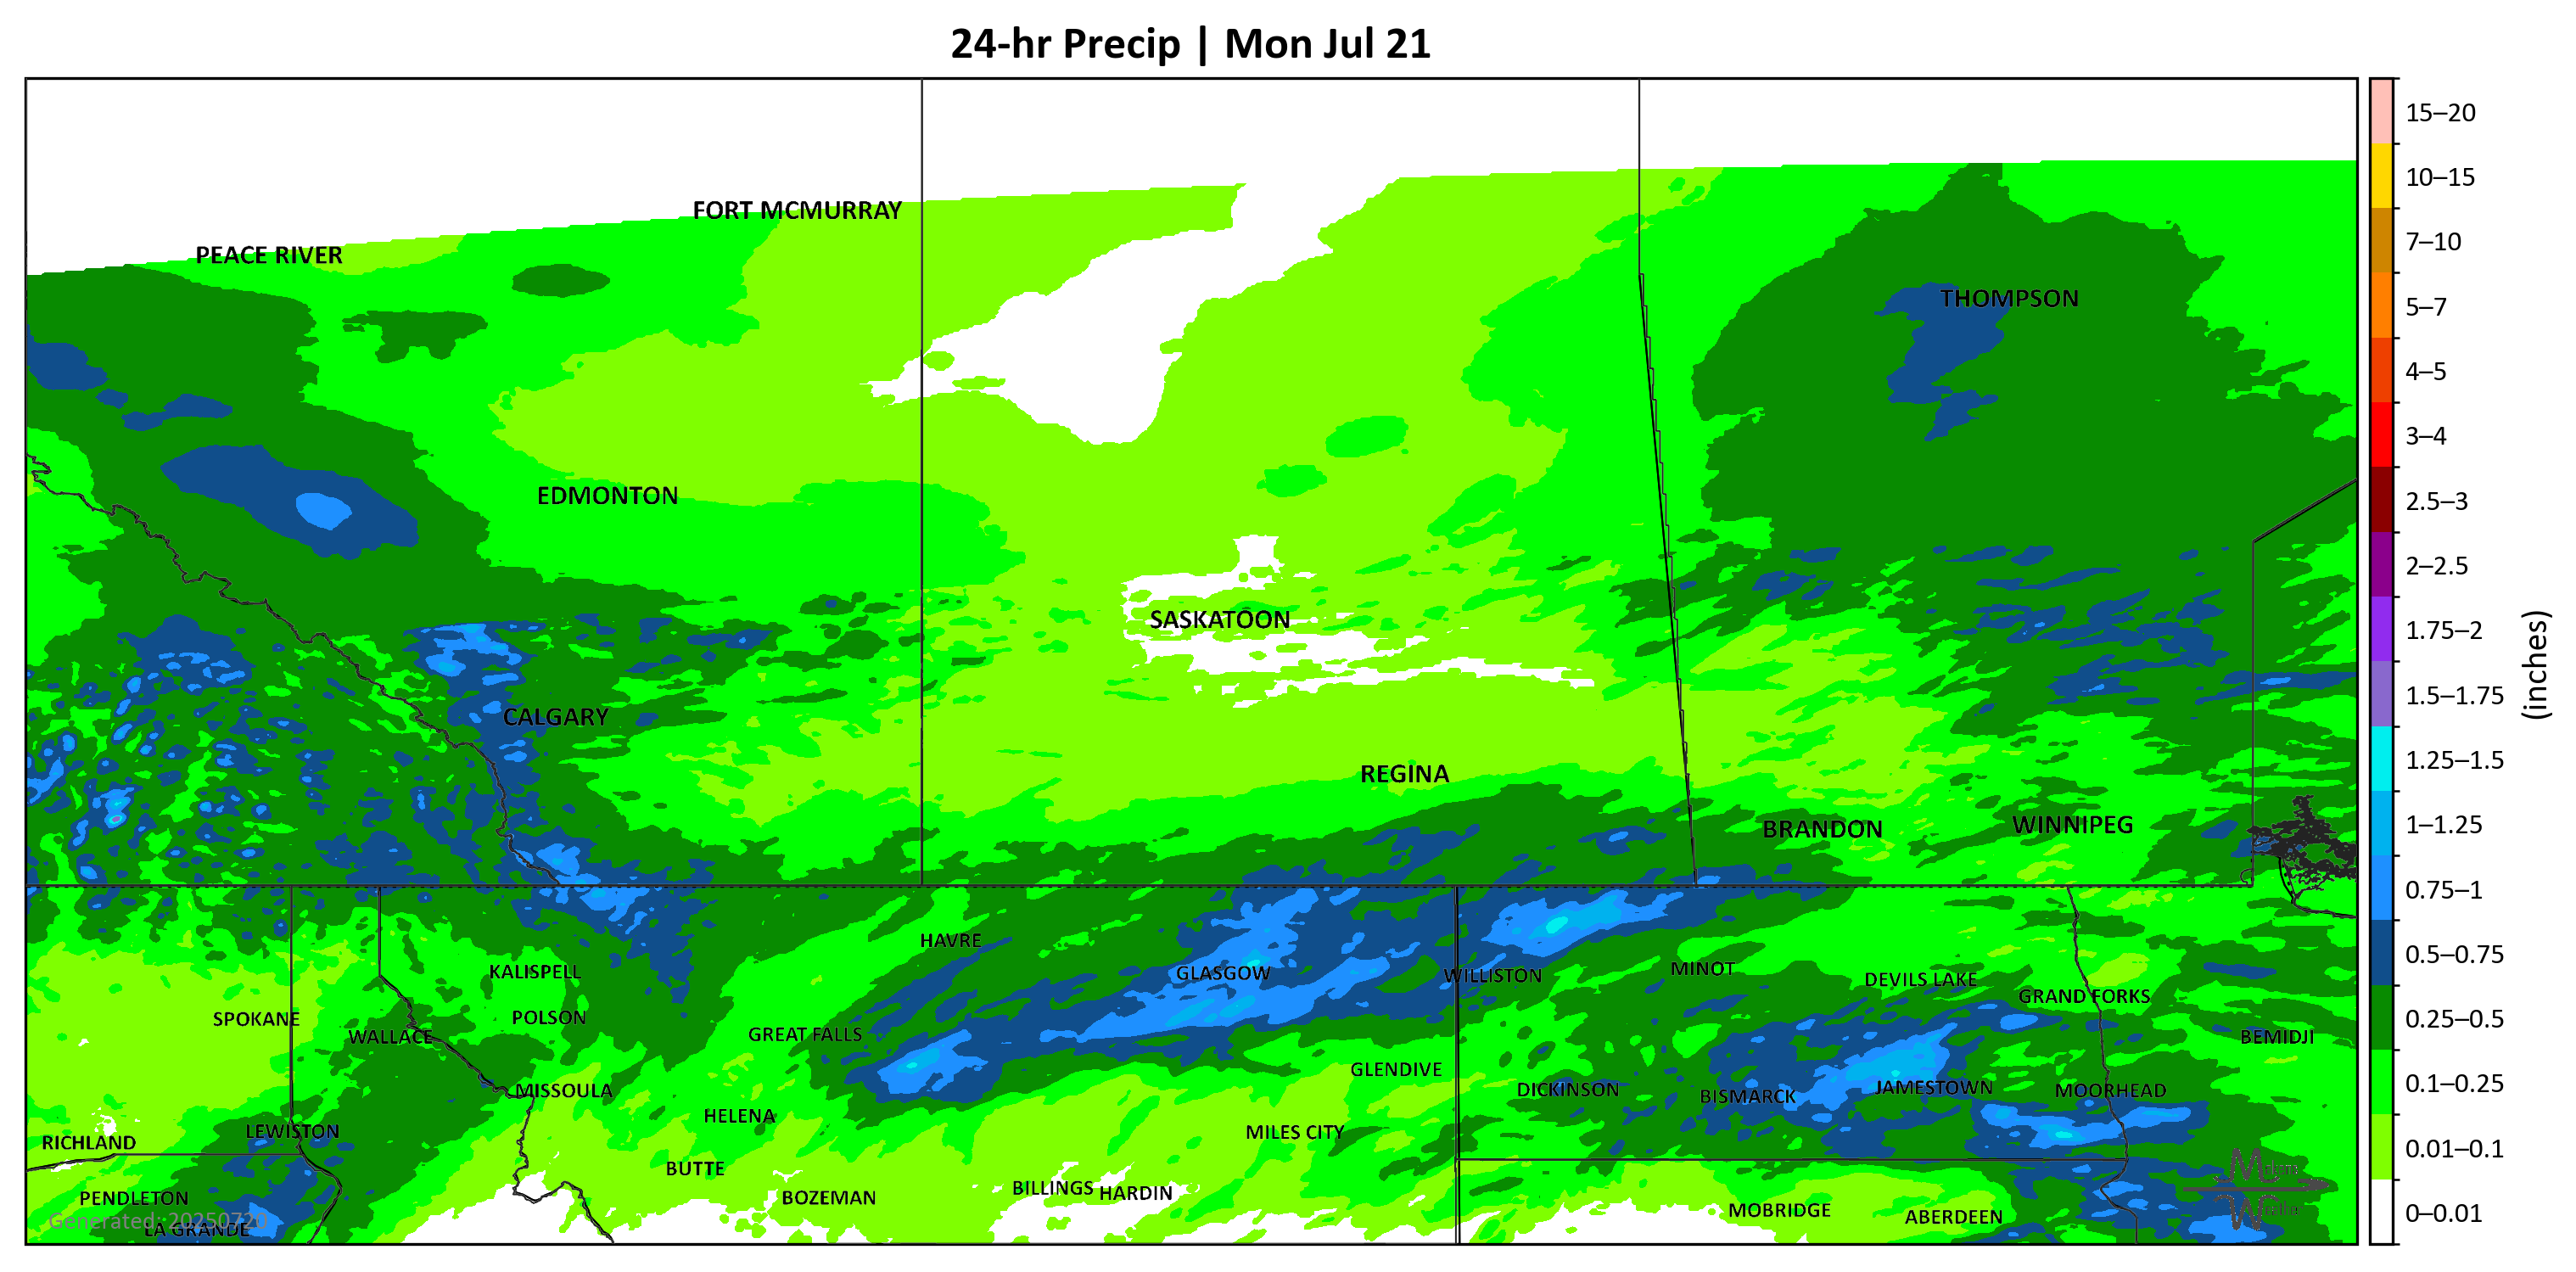 24-hr Precip | Mon Jul 21
15–20
10–15
7–10
5–7
4–5
3–4
2.5–3
2–2.5
1.75–2
1.5–1.75
1.25–1.5
1–1.25
0.75–1
0.5–0.75
0.25–0.5
0.1–0.25
0.01–0.1
0–0.01
(inches)
FORT MCMURRAY
PEACE RIVER
THOMPSON
EDMONTON
SASKATOON
CALGARY
REGINA
BRANDON
WINNIPEG
HAVRE
KALISPELL
GLASGOW
WILLISTON
MINOT
DEVILS LAKE
GRAND FORKS
SPOKANE
POLSON
WALLACE
GREAT FALLS
BEMIDJI
GLENDIVE
MISSOULA
DICKINSON
BISMARCK
JAMESTOWN
MOORHEAD
HELENA
LEWISTON
MILES CITY
RICHLAND
BUTTE
PENDLETON
BOZEMAN
BILLINGS
HARDIN
MOBRIDGE
ABERDEEN
Generated: 20250720
LA GRANDE